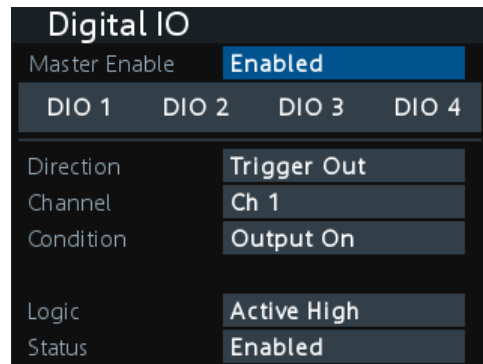 Digital IO
Master Enable Enabled
DIO 1 DIO 2 DIO 3 DIO 4
Direction Trigger Out
Channel Ch 1
Condition Output On
Logic Active High
Status Enabled